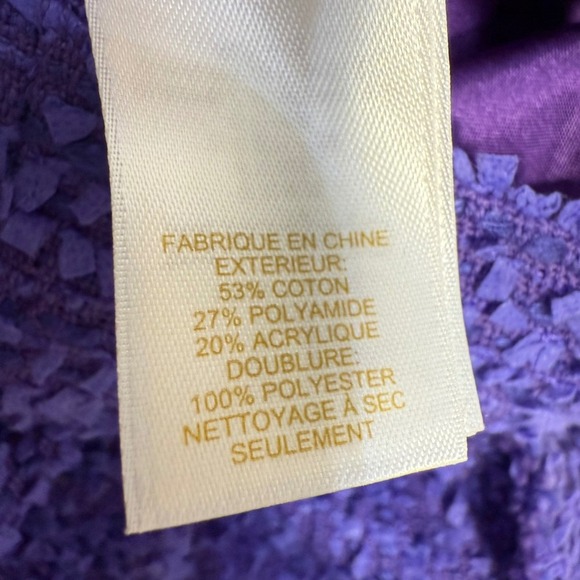 FABRIQUE EN CHINE
EXTERIEUR:
53% COTON
27% POLYAMIDE
20% ACRYLIQUE
DOUBLURE:
100% POLYESTER
NETTOYAGE À SEC
SEULEMENT